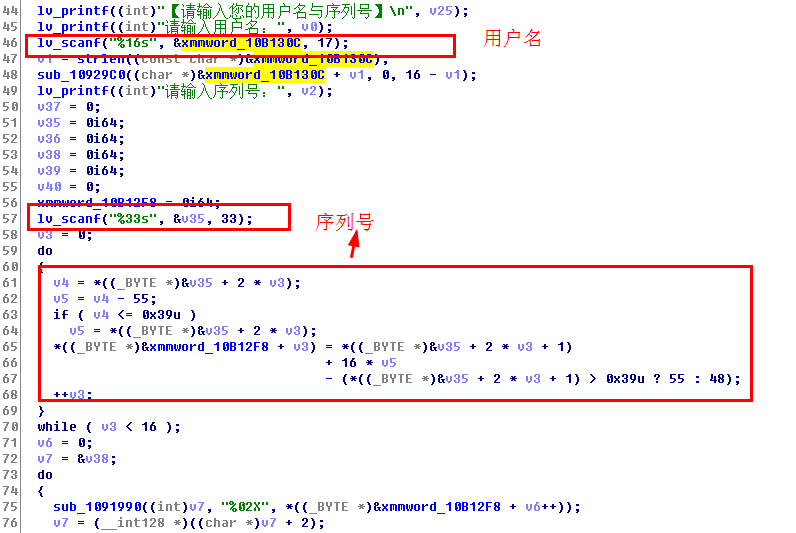 44 lv_printf((int)"【请输入您的用户名与序列号】\n", v25);
45 lv_printf((int)"请输入用户名：", v0);
46 lv_scanf("%16s", &xmmword_10B130C, 17);
用户名
47 v1 = strlen((const char *)&xmmword_10B130C);
48 sub_10929C0((char *)&xmmword_10B130C + v1, 0, 16 - v1);
49 lv_printf((int)"请输入序列号：", v2);
50 v37 = 0;
51 v35 = 0i64;
52 v36 = 0i64;
53 v38 = 0i64;
54 v39 = 0i64;
55 v40 = 0;
56 xmmword_10B12F8 = 0i64;
57 lv_scanf("%33s", &v35, 33);
序列号
58 v3 = 0;
59 do
60 {
61 v4 = *((_BYTE *)&v35 + 2 * v3);
62 v5 = v4 - 55;
63 if ( v4 <= 0x39u )
64 v5 = *((_BYTE *)&v35 + 2 * v3);
65 *((_BYTE *)&xmmword_10B12F8 + v3) = *((_BYTE *)&v35 + 2 * v3 + 1)
66 + 16 * v5
67 - (*((_BYTE *)&v35 + 2 * v3 + 1) > 0x39u ? 55 : 48);
68 ++v3;
69 }
70 while ( v3 < 16 );
71 v6 = 0;
72 v7 = &v38;
73 do
74 {
75 sub_1091990((int)v7, "%02X", *((_BYTE *)&xmmword_10B12F8 + v6++));
76 v7 = (__int128 *)((char *)v7 + 2);